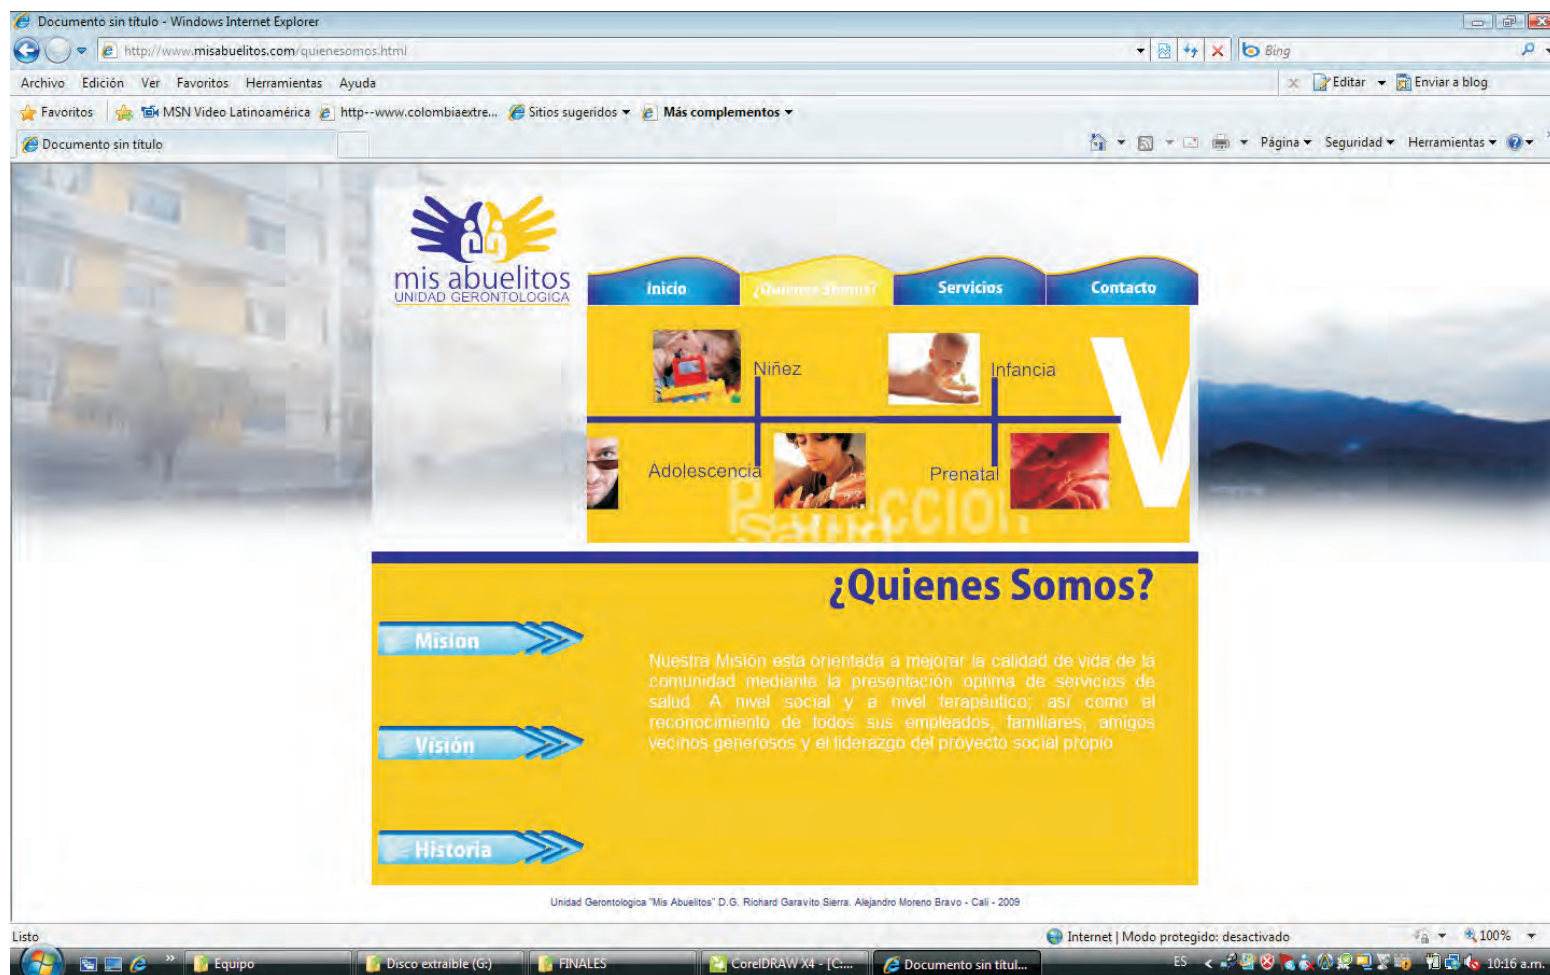 Documento sin título - Windows Internet Explorer
http://www.misabuelitos.com/quienesomos.html
Bing
Archivo Edición Ver Favoritos Herramientas Ayuda
Editar Enviar a blog
Favoritos MSN Video Latinoamérica http--www.colombiaextre... Sitios sugeridos Más complementos
Documento sin título
Página Seguridad Herramientas
mis abuelitos
UNIDAD GERONTOLOGICA
Inicio ¿Quienes Somos? Servicios Contacto
Niñez Infancia
Adolescencia Prenatal
V
Salud
¿Quienes Somos?
Misión
Visión
Historia
Nuestra Misión esta orientada a mejorar la calidad de vida de la
comunidad mediante la presentación optima de servicios de
salud. A nivel social y a nivel terapéutico; así como el
reconocimiento de todos sus empleados, familiares, amigos
vecinos generosos y el liderazgo del proyecto social propio
Unidad Gerontologica "Mis Abuelitos" D.G. Richard Garavito Sierra. Alejandro Moreno Bravo - Cali - 2009
Listo
Internet | Modo protegido: desactivado
100%
Equipo Disco extraíble (G:) FINALES CorelDRAW X4 - [C:... Documento sin títul... ES 10:16 a.m.